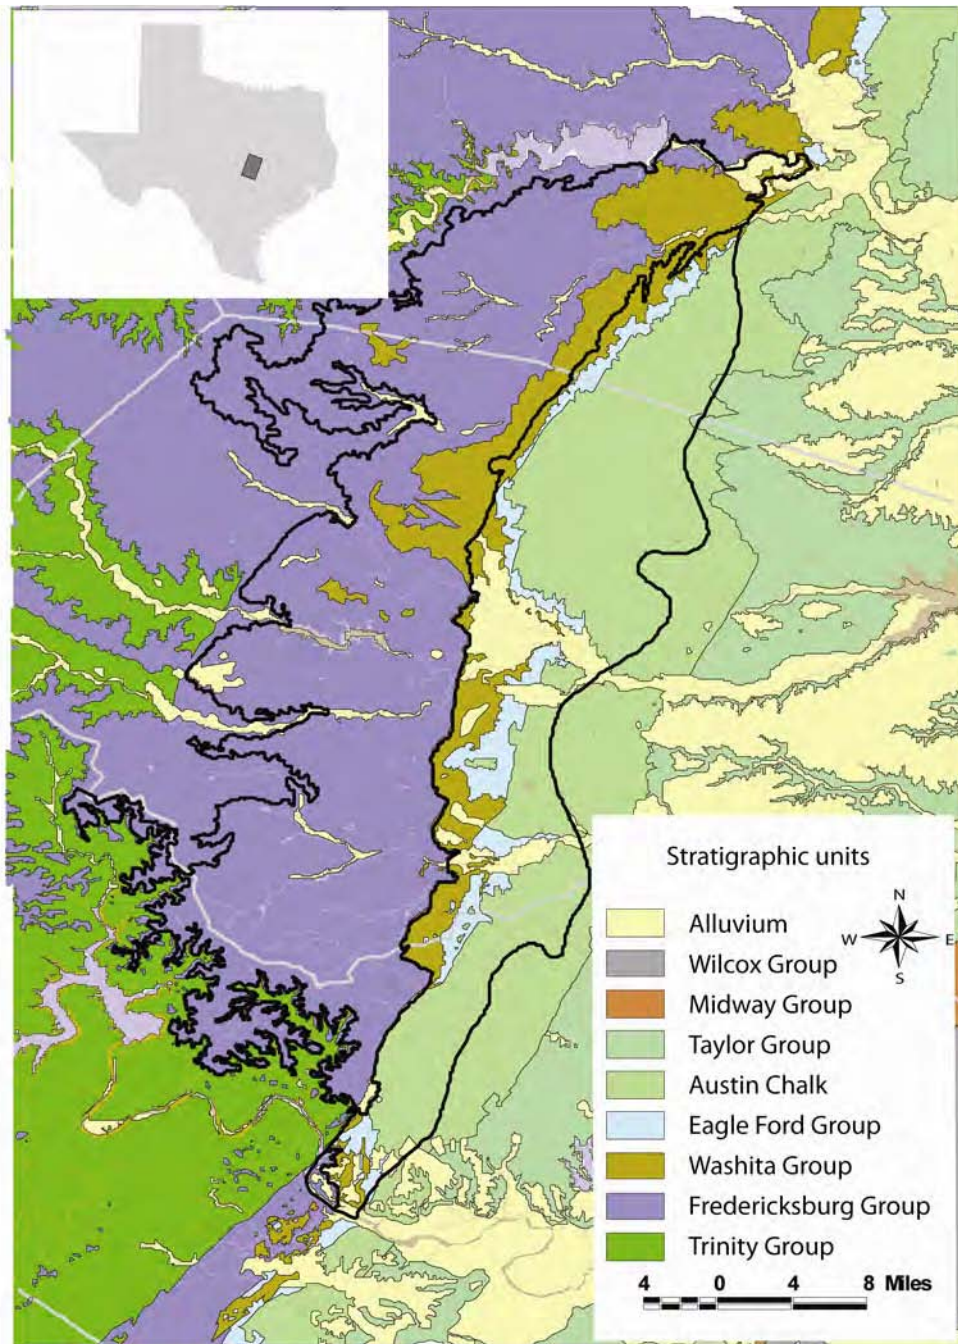 Stratigraphic units
N
W
E
S
Alluvium
Wilcox Group
Midway Group
Taylor Group
Austin Chalk
Eagle Ford Group
Washita Group
Fredericksburg Group
Trinity Group
4 0 4 8 Miles